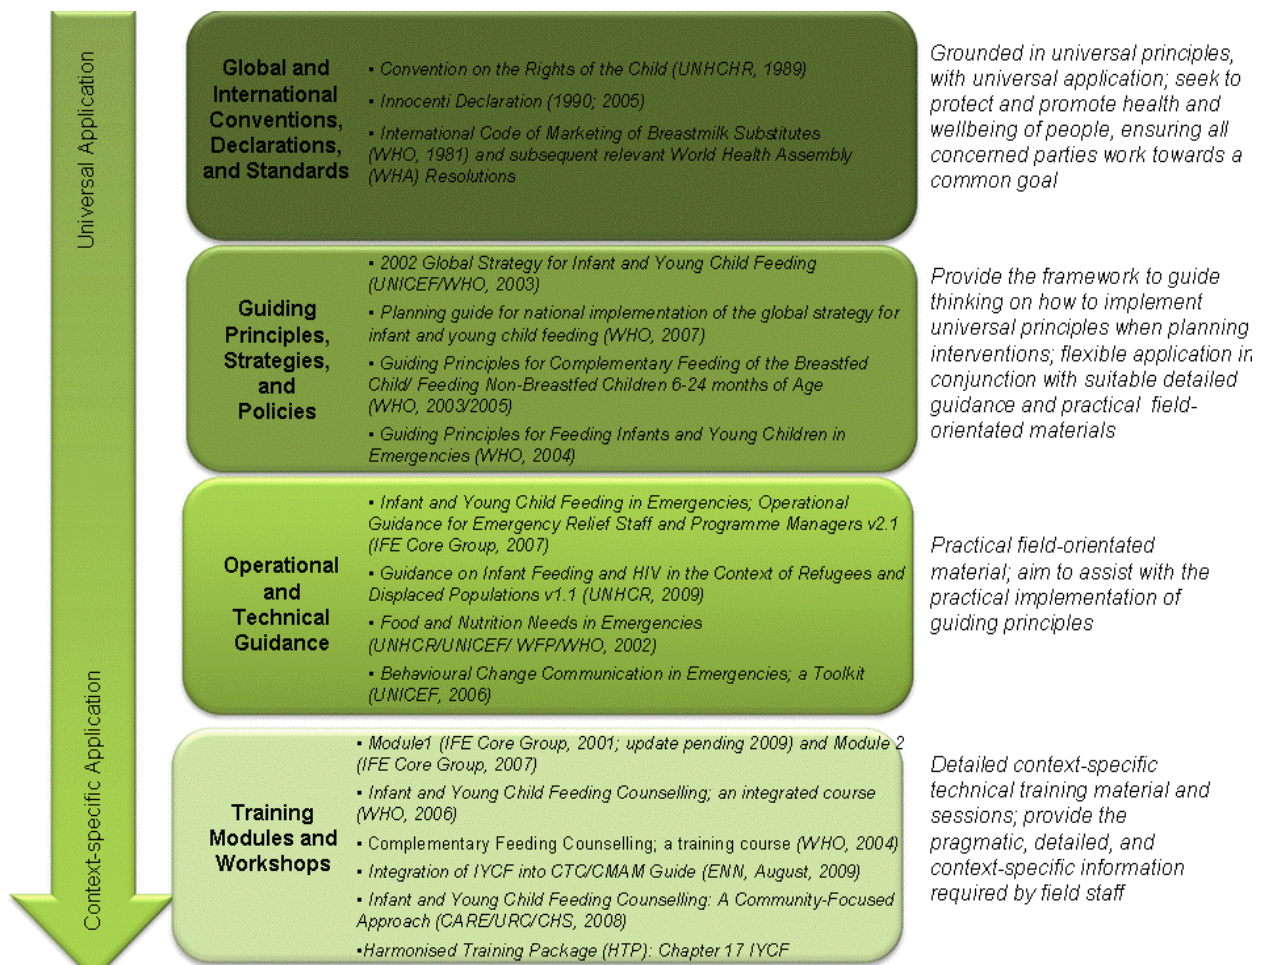 Universal Application
Global and
International
Conventions,
Declarations,
and Standards
▪ Convention on the Rights of the Child (UNHCHR, 1989)
▪ Innocenti Declaration (1990; 2005)
▪ International Code of Marketing of Breastmilk Substitutes
(WHO, 1981) and subsequent relevant World Health Assembly
(WHA) Resolutions
Grounded in universal principles,
with universal application; seek to
protect and promote health and
wellbeing of people, ensuring all
concerned parties work towards a
common goal
Guiding
Principles,
Strategies,
and
Policies
▪ 2002 Global Strategy for Infant and Young Child Feeding
(UNICEF/WHO, 2003)
▪ Planning guide for national implementation of the global strategy for
infant and young child feeding (WHO, 2007)
▪ Guiding Principles for Complementary Feeding of the Breastfed
Child/ Feeding Non-Breastfed Children 6-24 months of Age
(WHO, 2003/2005)
▪ Guiding Principles for Feeding Infants and Young Children in
Emergencies (WHO, 2004)
Provide the framework to guide
thinking on how to implement
universal principles when planning
interventions; flexible application in
conjunction with suitable detailed
guidance and practical field-
orientated materials
Operational
and
Technical
Guidance
▪ Infant and Young Child Feeding in Emergencies; Operational
Guidance for Emergency Relief Staff and Programme Managers v2.1
(IFE Core Group, 2007)
▪ Guidance on Infant Feeding and HIV in the Context of Refugees and
Displaced Populations v1.1 (UNHCR, 2009)
▪ Food and Nutrition Needs in Emergencies
(UNHCR/UNICEF/ WFP/WHO, 2002)
▪ Behavioural Change Communication in Emergencies; a Toolkit
(UNICEF, 2006)
Practical field-orientated
material; aim to assist with the
practical implementation of
guiding principles
Context-specific Application
Training
Modules and
Workshops
▪ Module1 (IFE Core Group, 2001; update pending 2009) and Module 2
(IFE Core Group, 2007)
▪ Infant and Young Child Feeding Counselling; an integrated course
(WHO, 2006)
▪ Complementary Feeding Counselling; a training course (WHO, 2004)
▪ Integration of IYCF into CTC/CMAM Guide (ENN, August, 2009)
▪ Infant and Young Child Feeding Counselling: A Community-Focused
Approach (CARE/URC/CHS, 2008)
▪Harmonised Training Package (HTP): Chapter 17 IYCF
Detailed context-specific
technical training material and
sessions; provide the
pragmatic, detailed, and
context-specific information
required by field staff